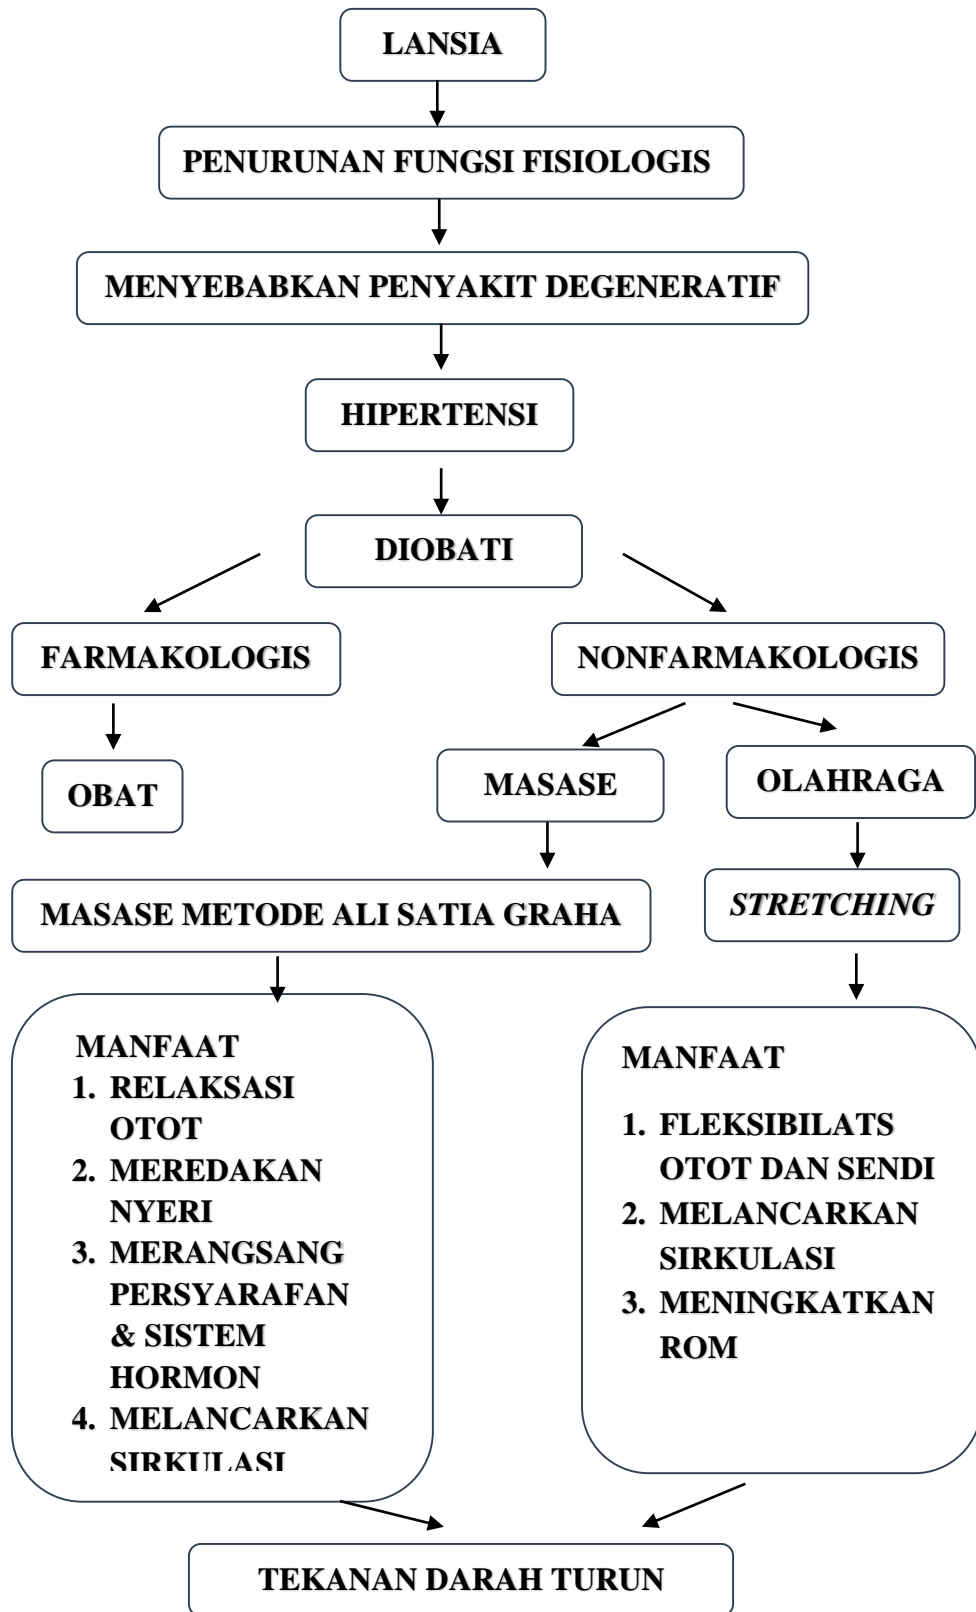 LANSIA
PENURUNAN FUNGSI FISIOLOGIS
MENYEBABKAN PENYAKIT DEGENERATIF
HIPERTENSI
DIOBATI
FARMAKOLOGIS
NONFARMAKOLOGIS
OBAT
MASASE
OLAHRAGA
MASASE METODE ALI SATIA GRAHA
STRETCHING
MANFAAT
1. RELAKSASI
OTOT
2. MEREDAKAN
NYERI
3. MERANGSANG
PERSYARAFAN
& SISTEM
HORMON
4. MELANCARKAN
SIRKULASI
MANFAAT
1. FLEKSIBILATS
OTOT DAN SENDI
2. MELANCARKAN
SIRKULASI
3. MENINGKATKAN
ROM
TEKANAN DARAH TURUN